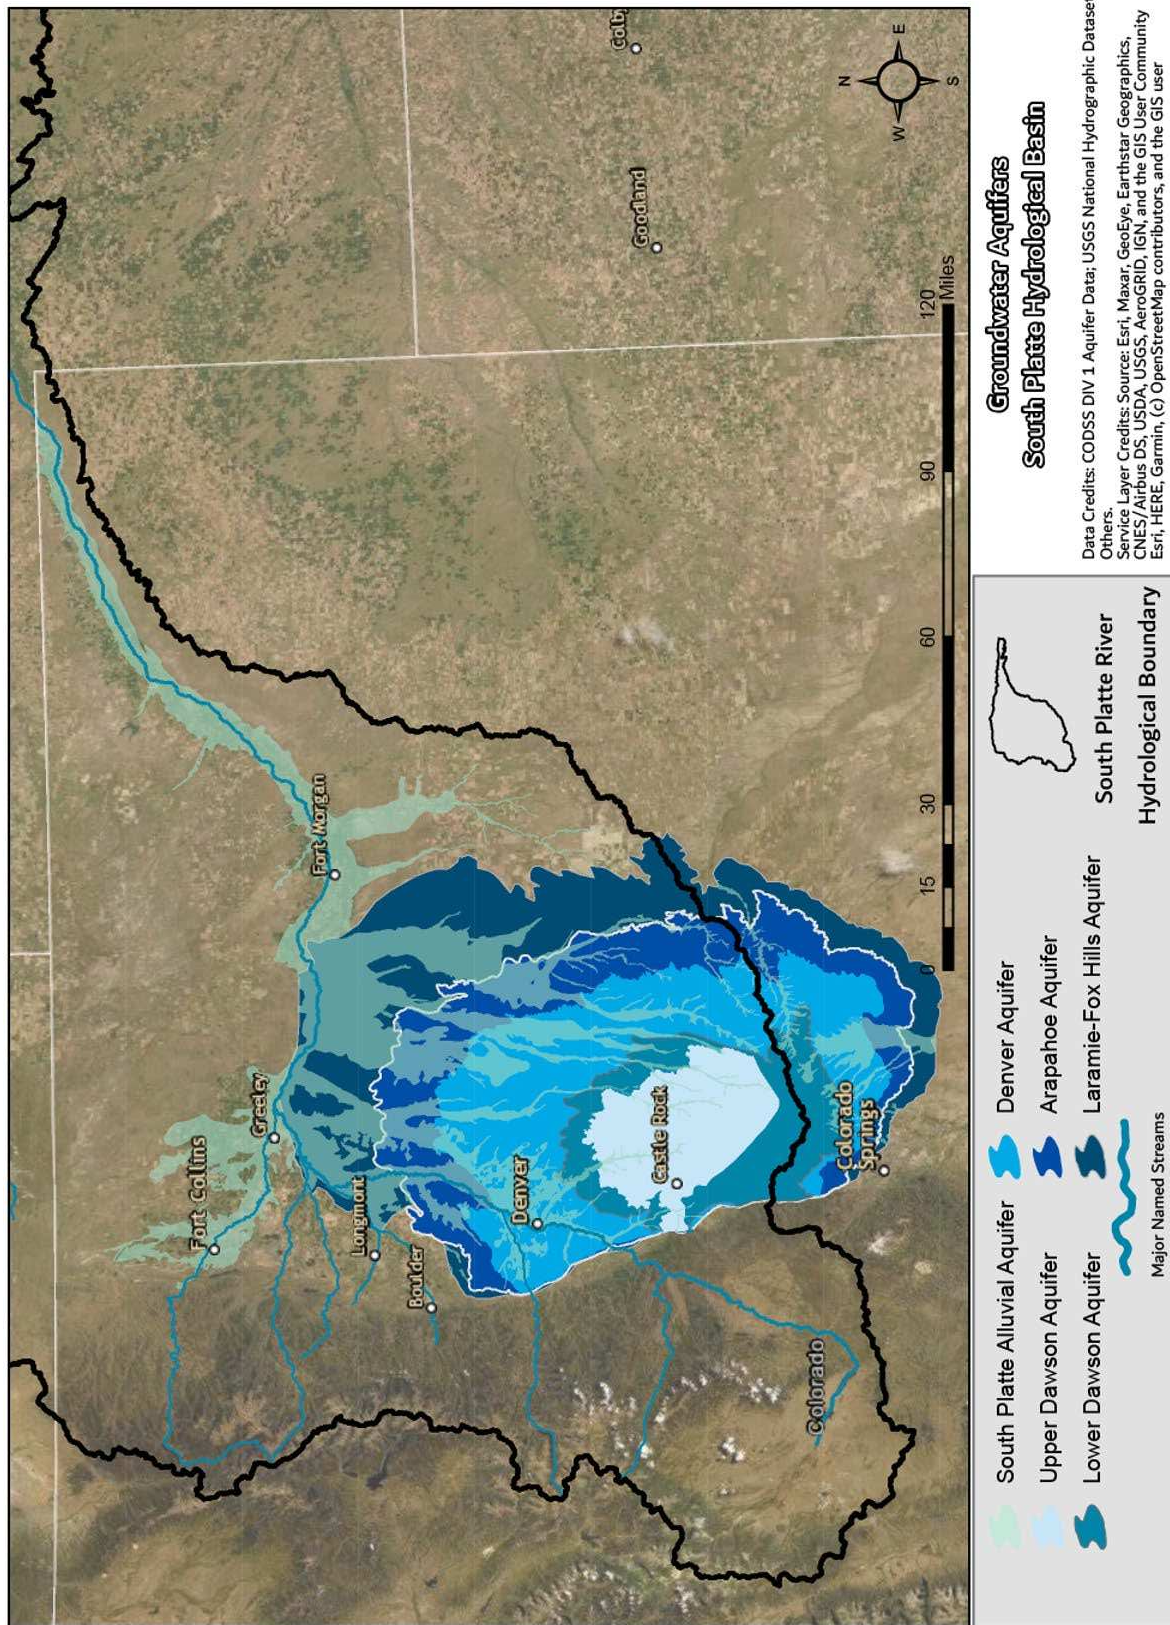 Colby
Goodland
Fort Morgan
Fort Collins
Greeley
Longmont
Boulder
Denver
Castle Rock
Colorado
Springs
Colorado
N
W
E
S
0
15
30
60
90
120
Miles
South Platte Alluvial Aquifer
Upper Dawson Aquifer
Lower Dawson Aquifer
Denver Aquifer
Arapahoe Aquifer
Laramie-Fox Hills Aquifer
Major Named Streams
South Platte River
Hydrological Boundary
Groundwater Aquifers
South Platte Hydrological Basin
Data Credits: CODSS DIV 1 Aquifer Data; USGS National Hydrographic Dataset
Others.
Service Layer Credits: Source: Esri, Maxar, GeoEye, Earthstar Geographics,
CNES/Airbus DS, USDA, USGS, AeroGRID, IGN, and the GIS User Community
Esri, HERE, Garmin, (c) OpenStreetMap contributors, and the GIS user